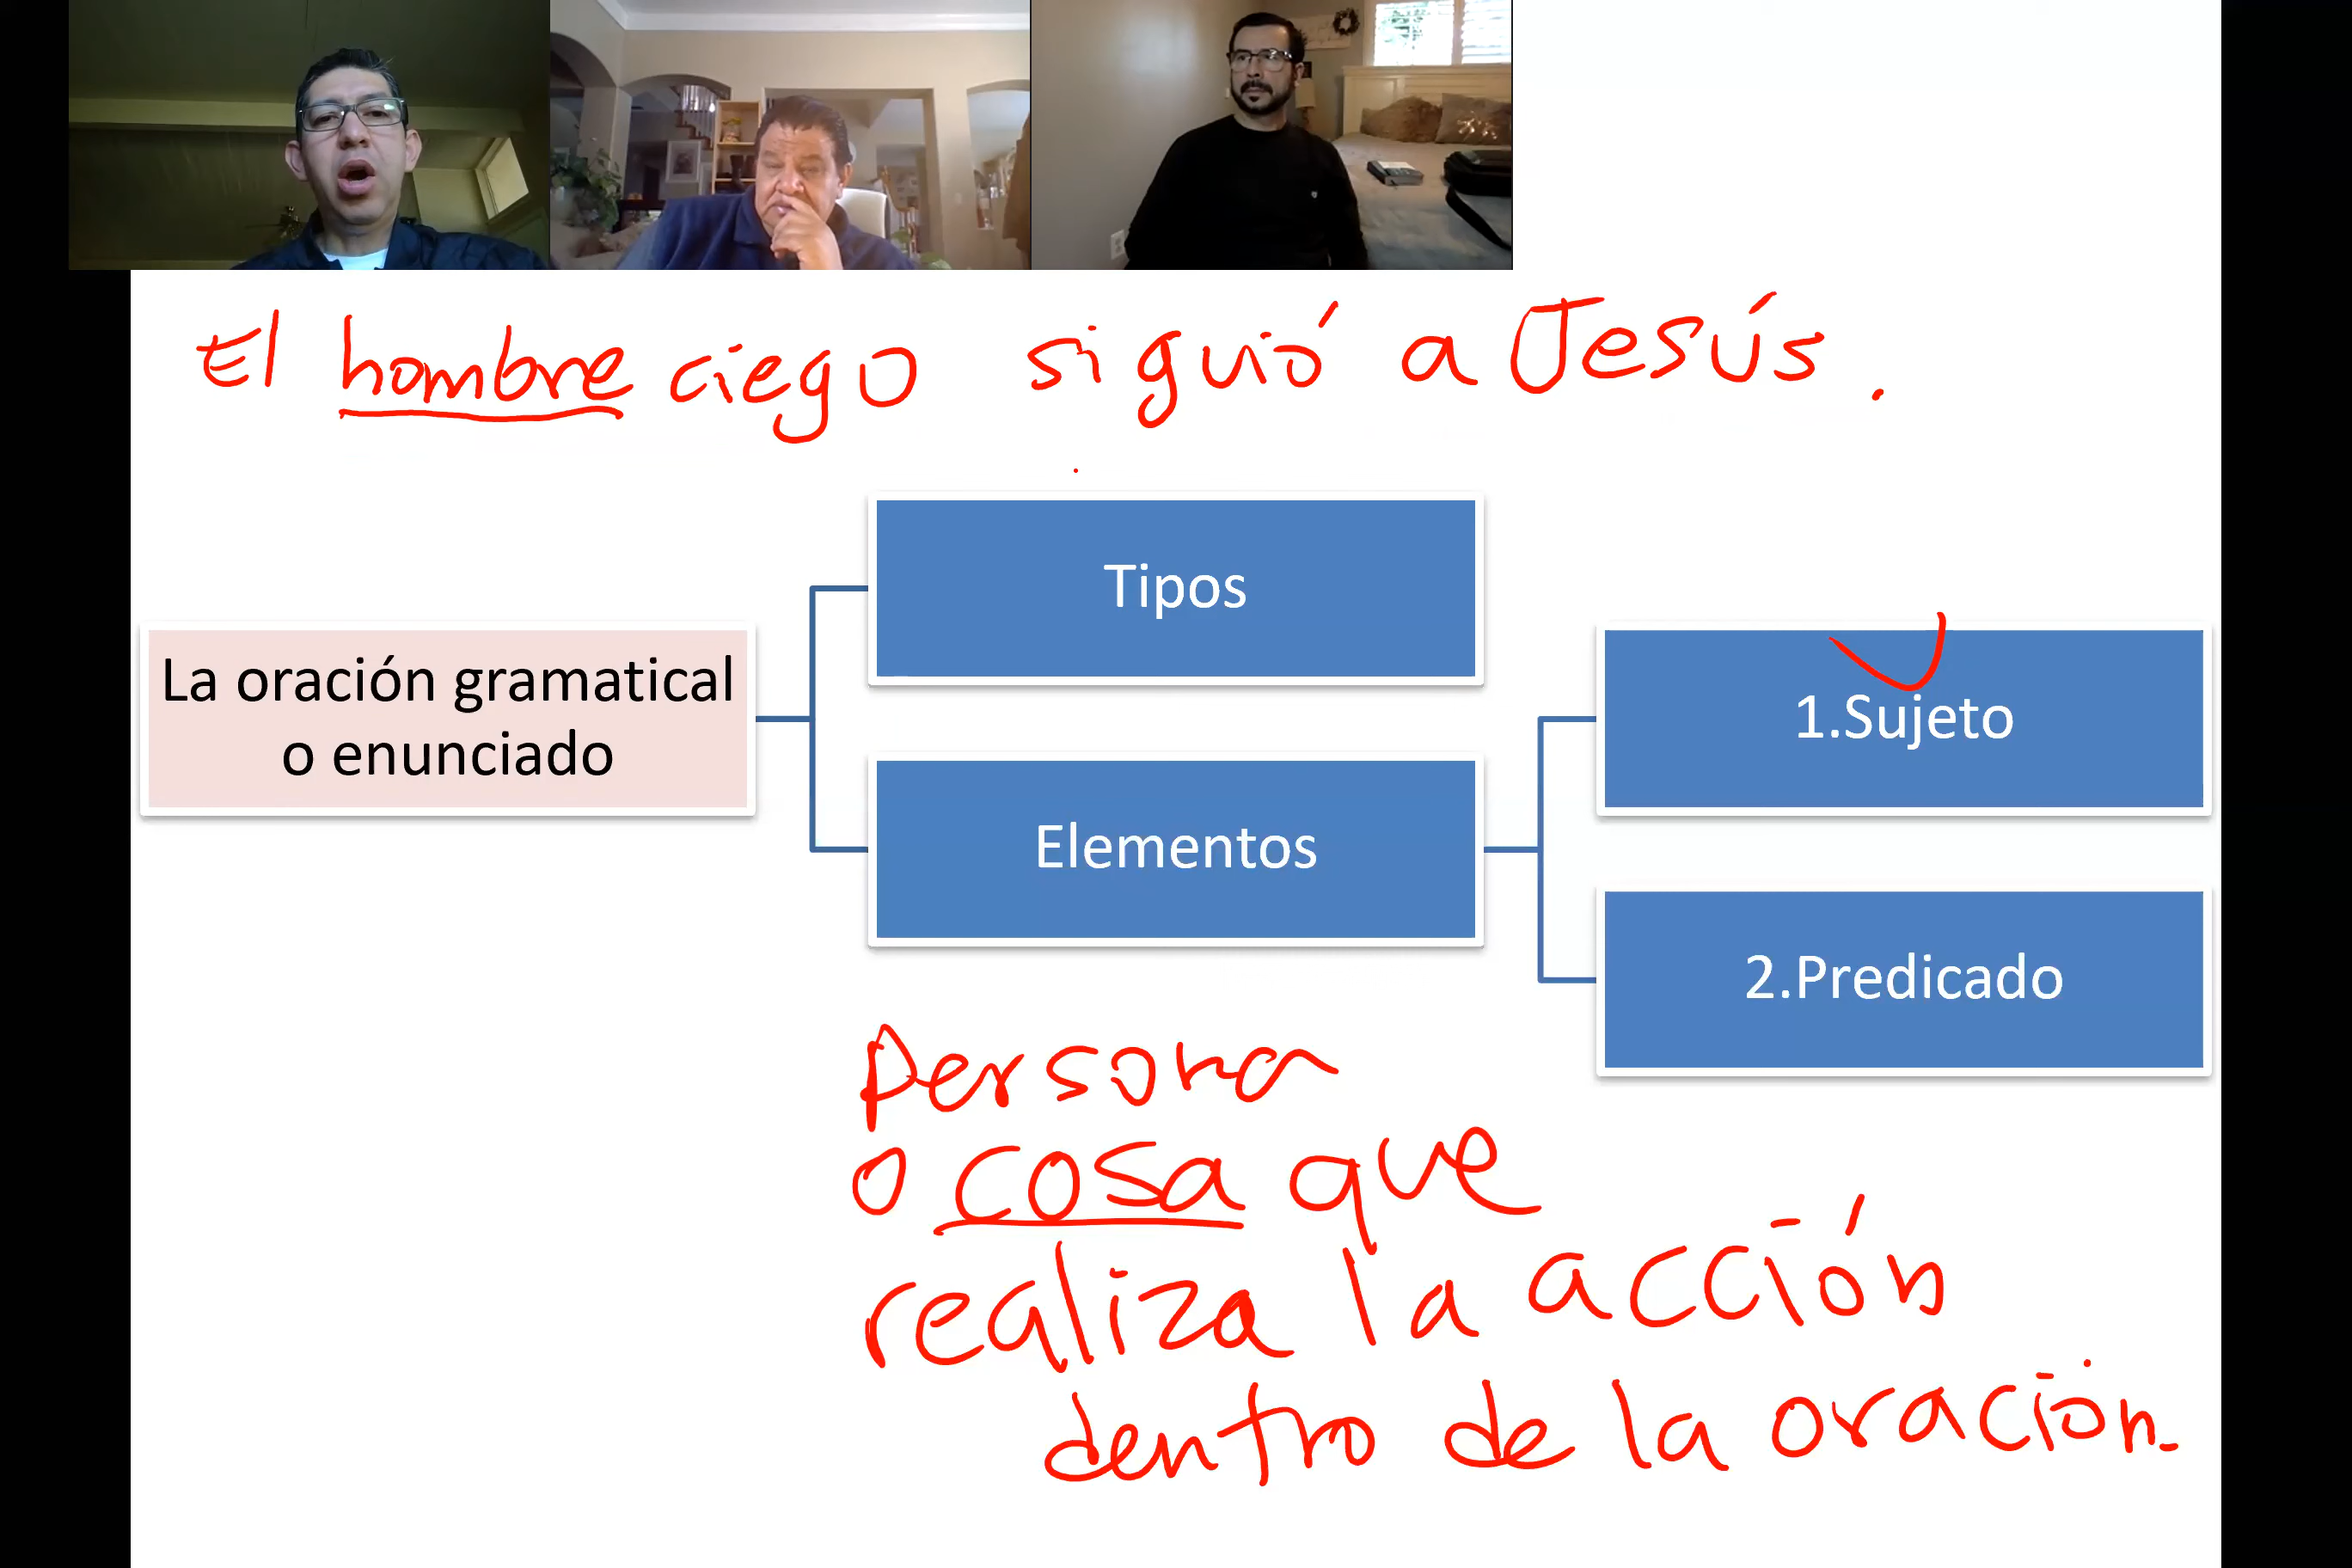 El hombre ciego siguió a Jesús.
Tipos
La oración gramatical
o enunciado
Elementos
1.Sujeto
2.Predicado
Persona
o cosa que
realiza la acción
dentro de la oración.